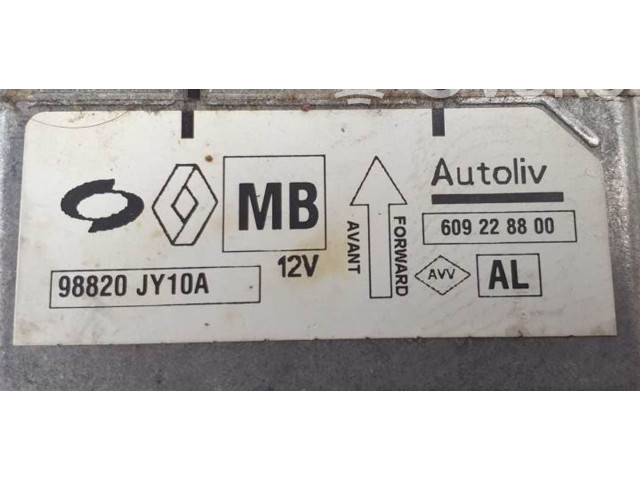 MB
12V
98820 JY10A
AVANT
FORWARD
Autoliv
609 22 88 00
AVV
AL